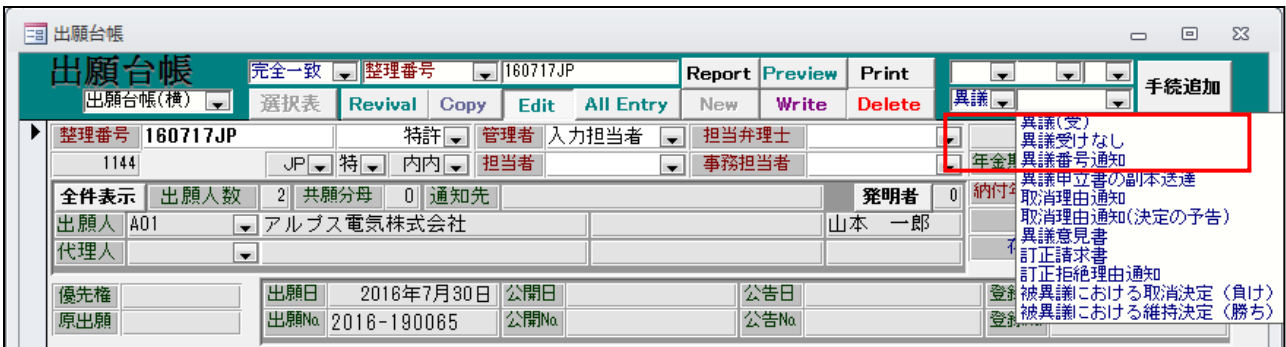 出願台帳
出願台帳 完全一致 整理番号 160717JP Report Preview Print 手続追加
出願台帳(横) 選択表 Revival Copy Edit All Entry New Write Delete 異議
整理番号 160717JP 特許 管理者 入力担当者 担当弁理士
1144 JP 特 内内 担当者 事務担当者
全件表示 出願人数 2 共願分母 0 通知先 発明者 0
出願人 A01 アルプス電気株式会社 山本 一郎
代理人
優先権 出願日 2016年7月30日 公開日 公告日
原出願 出願No. 2016-190065 公開No. 公告No.
異議(受)
異議受けなし
異議番号通知
異議申立書の副本送達
取消理由通知
取消理由通知(決定の予告)
異議意見書
訂正請求書
訂正拒絶理由通知
被異議における取消決定（負け）
被異議における維持決定（勝ち）